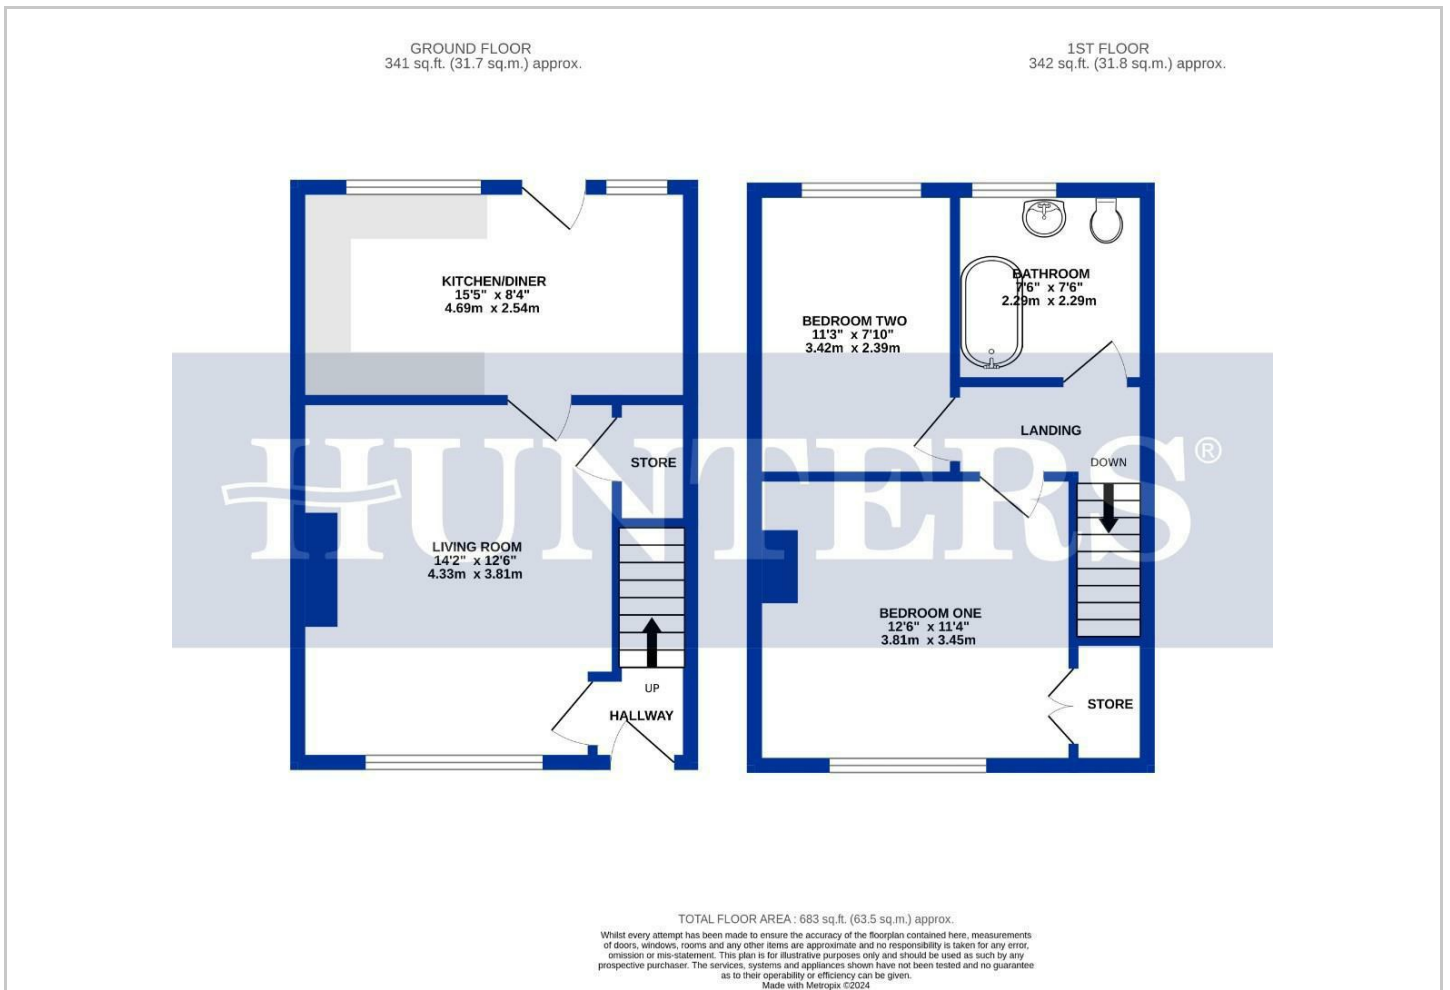 GROUND FLOOR
341 sq.ft. (31.7 sq.m.) approx.
1ST FLOOR
342 sq.ft. (31.8 sq.m.) approx.
KITCHEN/DINER
15'5" x 8'4"
4.69m x 2.54m
STORE
LIVING ROOM
14'2" x 12'6"
4.33m x 3.81m
UP
HALLWAY
BATHROOM
7'6" x 7'6"
2.29m x 2.29m
BEDROOM TWO
11'3" x 7'10"
3.42m x 2.39m
LANDING
DOWN
BEDROOM ONE
12'6" x 11'4"
3.81m x 3.45m
STORE
HUNTERS®
TOTAL FLOOR AREA : 683 sq.ft. (63.5 sq.m.) approx.
Whilst every attempt has been made to ensure the accuracy of the floorplan contained here, measurements
of doors, windows, rooms and any other items are approximate and no responsibility is taken for any error,
omission or mis-statement. This plan is for illustrative purposes only and should be used as such by any
prospective purchaser. The services, systems and appliances shown have not been tested and no guarantee
as to their operability or efficiency can be given.
Made with Metropix ©2024